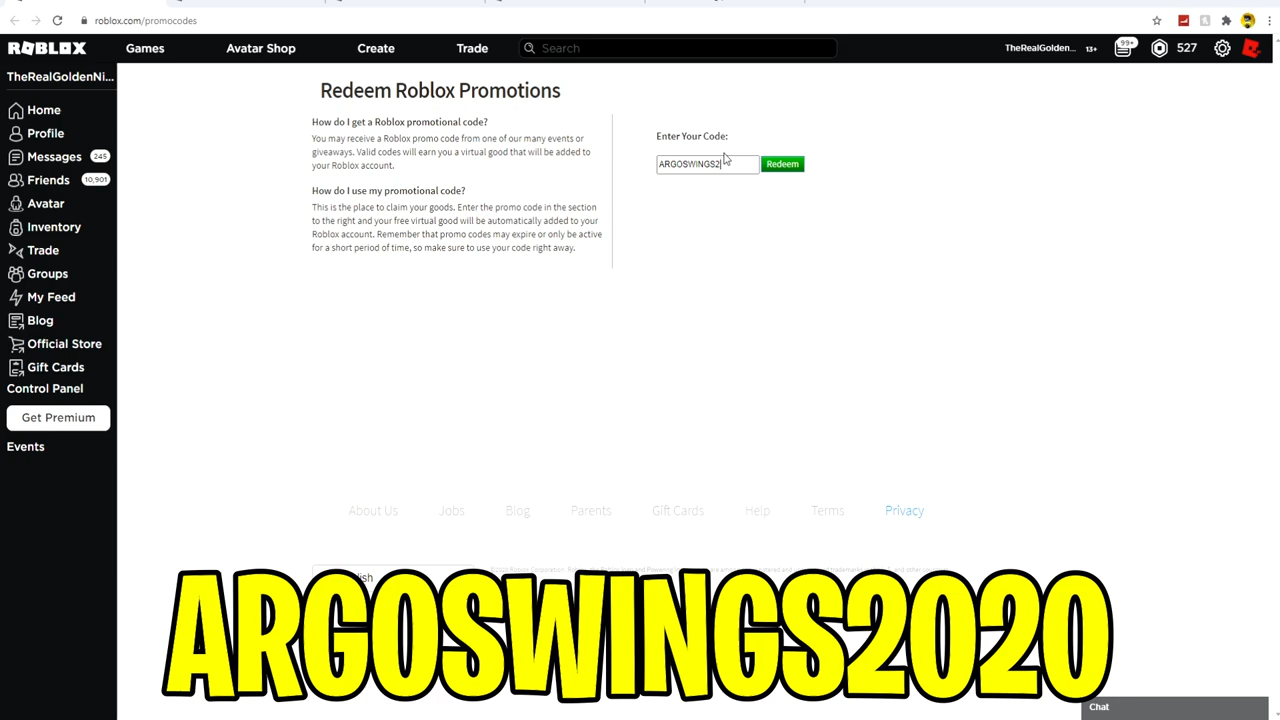 roblox.com/promocodes
ROBLOX
Games
Avatar Shop
Create
Trade
Search
TheRealGolden...
13+
99+
527
TheRealGoldenNi...
Home
Profile
Messages 245
Friends 10,901
Avatar
Inventory
Trade
Groups
My Feed
Blog
Official Store
Gift Cards
Control Panel
Get Premium
Events
Redeem Roblox Promotions
How do I get a Roblox promotional code?
You may receive a Roblox promo code from one of our many events or
giveaways. Valid codes will earn you a virtual good that will be added to
your Roblox account.
How do I use my promotional code?
This is the place to claim your goods. Enter the promo code in the section
to the right and your free virtual good will be automatically added to your
Roblox account. Remember that promo codes may expire or only be active
for a short period of time, so make sure to use your code right away.
Enter Your Code:
ARGOSWINGS2
Redeem
About Us
Jobs
Blog
Parents
Gift Cards
Help
Terms
Privacy
ARGOSWINGS2020
Chat